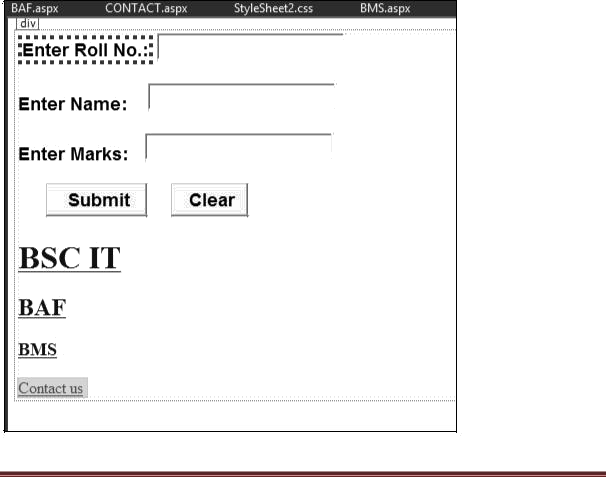 BAF.aspx CONTACT.aspx StyleSheet2.css BMS.aspx
div
Enter Roll No.:
Enter Name:
Enter Marks:
Submit Clear
BSC IT
BAF
BMS
Contact us